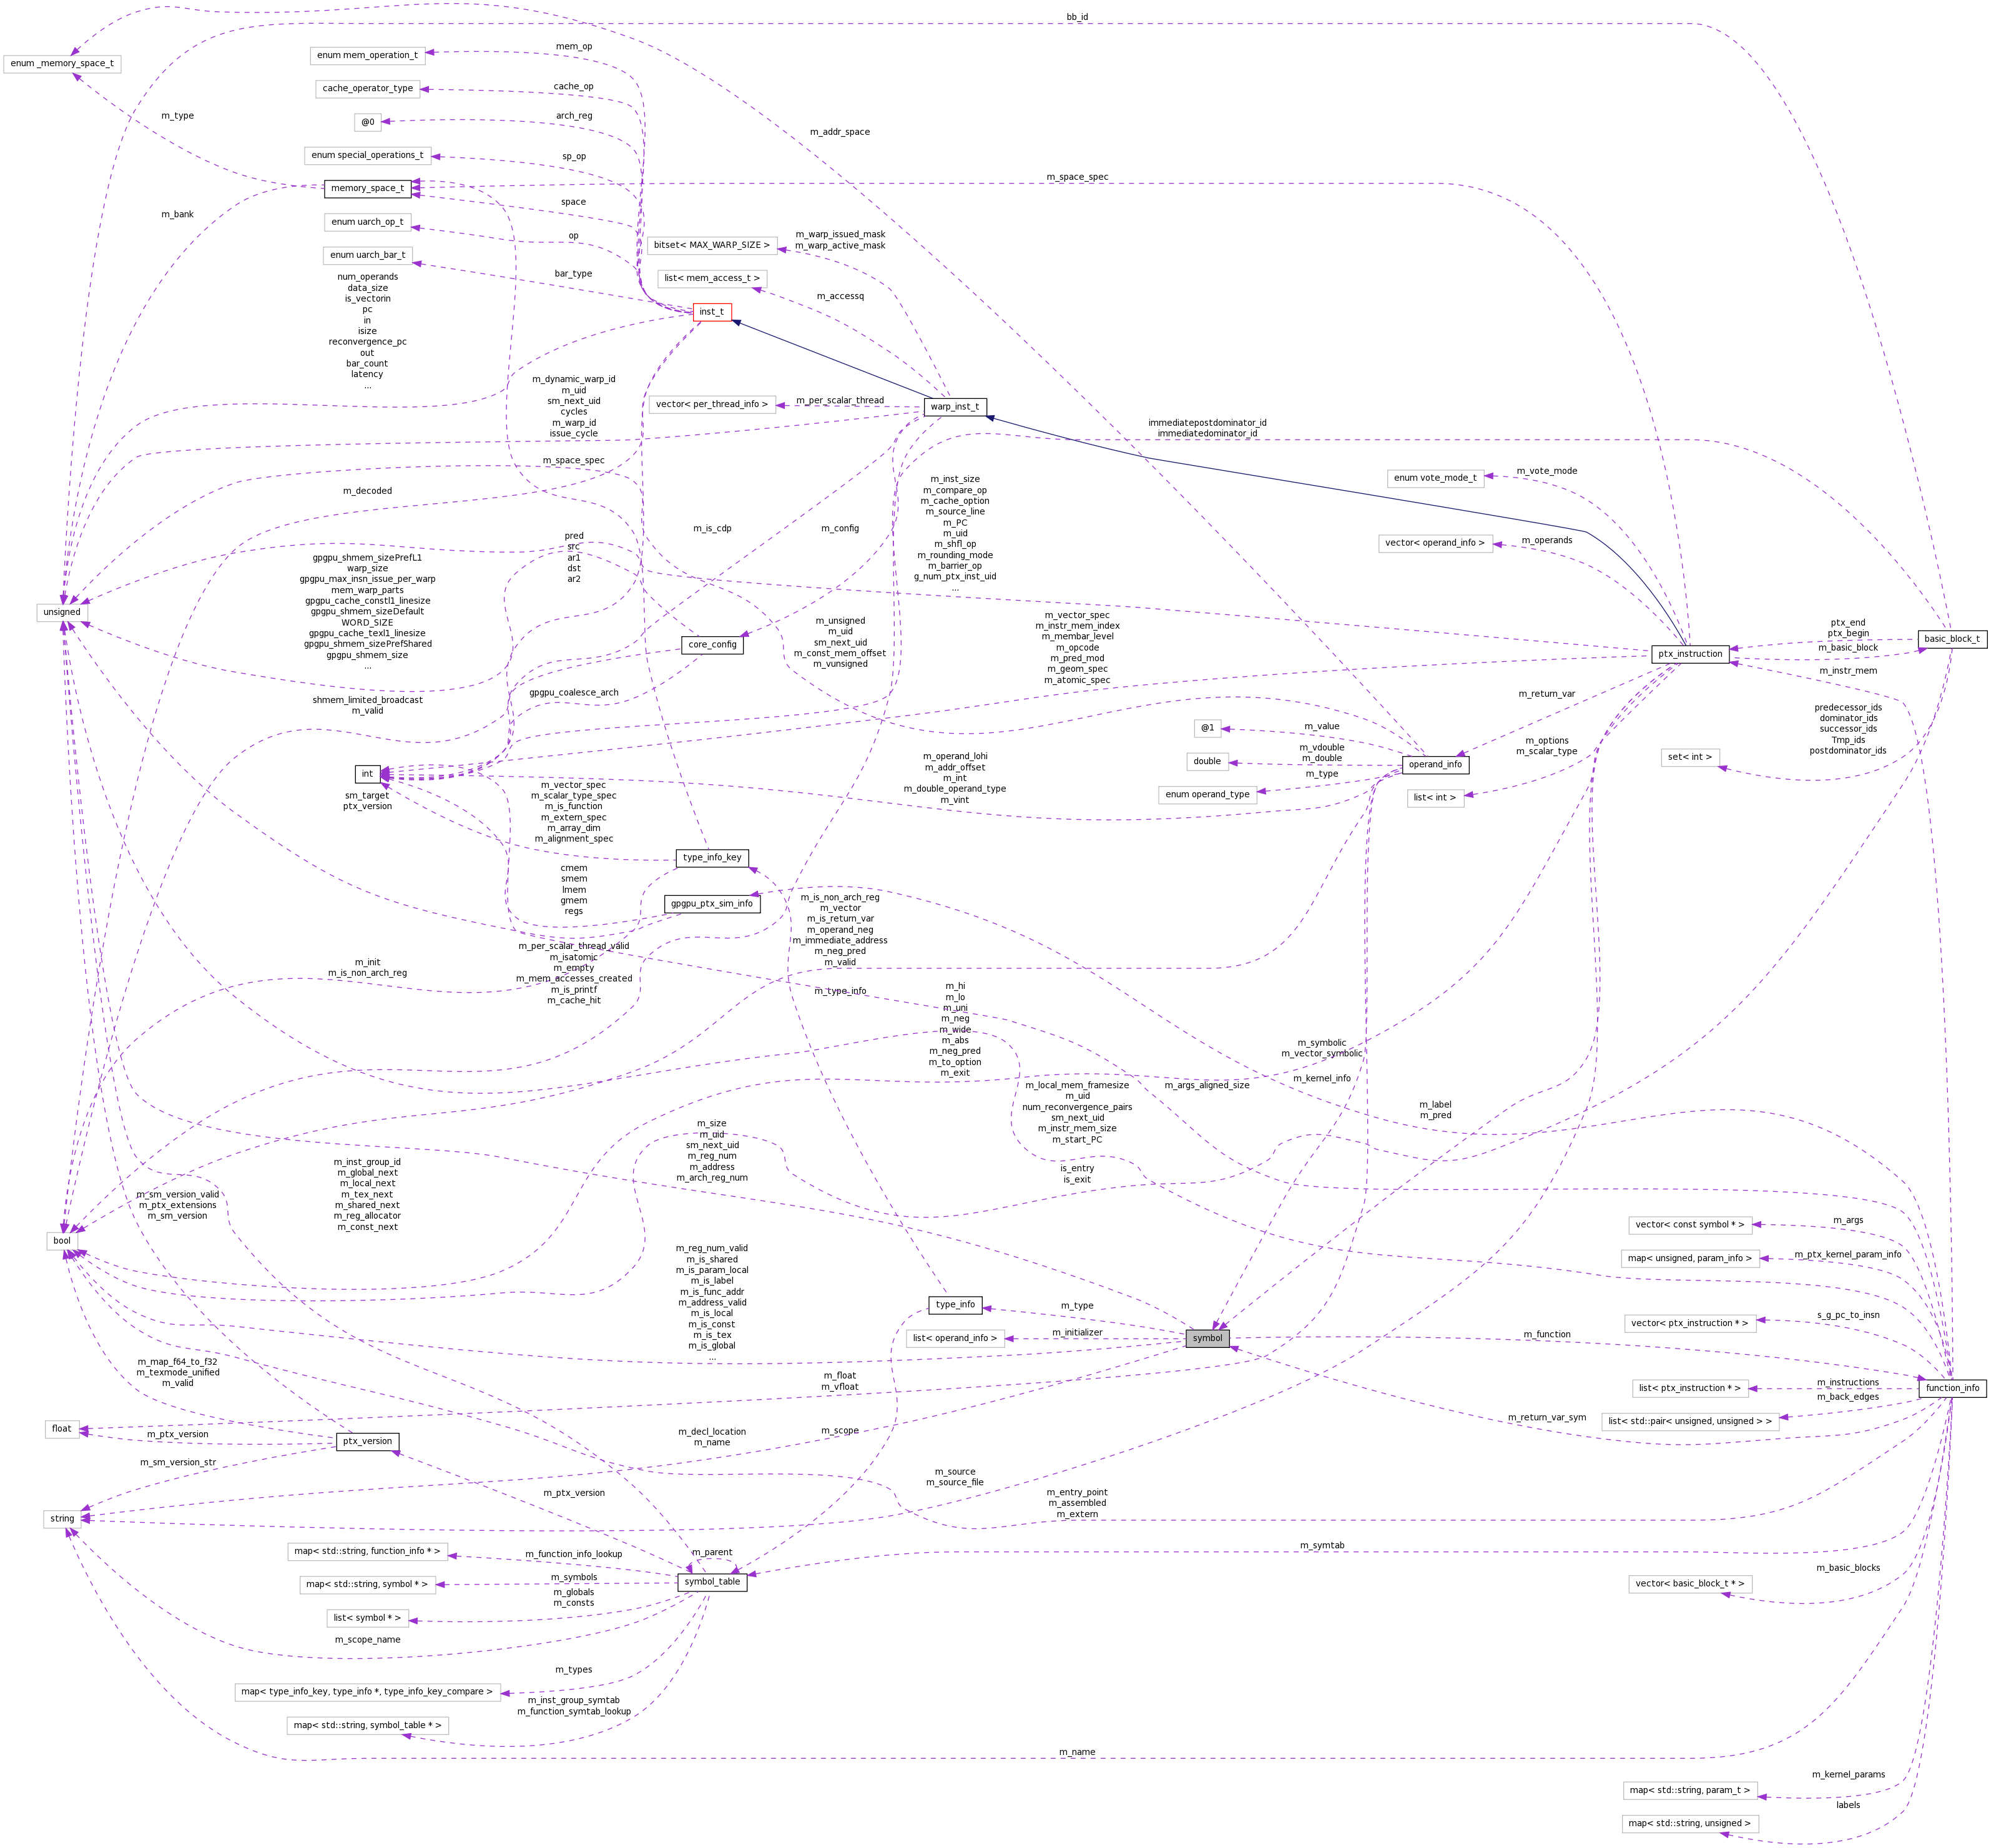 bb_id
mem_op
enum mem_operation_t
enum _memory_space_t
cache_op
cache_operator_type
arch_reg
@0
m_type
m_addr_space
sp_op
enum special_operations_t
m_space_spec
memory_space_t
space
m_bank
enum uarch_op_t
op
m_warp_issued_mask
m_warp_active_mask
bitset< MAX_WARP_SIZE >
enum uarch_bar_t
bar_type
list< mem_access_t >
m_accessq
num_operands
data_size
is_vectorin
pc
in
isize
reconvergence_pc
out
bar_count
latency
...
inst_t
m_dynamic_warp_id
m_uid
sm_next_uid
cycles
m_warp_id
issue_cycle
vector< per_thread_info >
m_per_scalar_thread
warp_inst_t
immediatepostdominator_id
immediatedominator_id
m_space_spec
m_decoded
enum vote_mode_t
m_vote_mode
m_inst_size
m_compare_op
m_cache_option
m_source_line
m_PC
m_uid
m_shfl_op
m_rounding_mode
m_barrier_op
g_num_ptx_inst_uid
...
m_is_cdp
m_config
vector< operand_info >
m_operands
pred
src
ar1
dst
ar2
gpgpu_shmem_sizePrefL1
warp_size
gpgpu_max_insn_issue_per_warp
mem_warp_parts
gpgpu_cache_constl1_linesize
gpgpu_shmem_sizeDefault
WORD_SIZE
gpgpu_cache_texl1_linesize
gpgpu_shmem_sizePrefShared
gpgpu_shmem_size
...
unsigned
m_unsigned
m_uid
sm_next_uid
m_const_mem_offset
m_vunsigned
m_vector_spec
m_instr_mem_index
m_membar_level
m_opcode
m_pred_mod
m_geom_spec
m_atomic_spec
core_config
ptx_end
ptx_begin
basic_block_t
m_basic_block
ptx_instruction
m_instr_mem
shmem_limited_broadcast
m_valid
gpgpu_coalesce_arch
m_return_var
predecessor_ids
dominator_ids
successor_ids
Tmp_ids
postdominator_ids
@1
m_value
m_options
m_scalar_type
set< int >
double
m_vdouble
m_double
operand_info
int
m_operand_lohi
m_addr_offset
m_int
m_double_operand_type
m_vint
m_type
enum operand_type
list< int >
sm_target
ptx_version
m_vector_spec
m_scalar_type_spec
m_is_function
m_extern_spec
m_array_dim
m_alignment_spec
type_info_key
cmem
smem
lmem
gmem
regs
gpgpu_ptx_sim_info
m_is_non_arch_reg
m_vector
m_is_return_var
m_operand_neg
m_immediate_address
m_neg_pred
m_valid
m_init
m_is_non_arch_reg
m_per_scalar_thread_valid
m_isatomic
m_empty
m_mem_accesses_created
m_is_printf
m_cache_hit
m_type_info
m_hi
m_lo
m_uni
m_neg
m_wide
m_abs
m_neg_pred
m_to_option
m_exit
m_symbolic
m_vector_symbolic
m_kernel_info
m_args_aligned_size
m_local_mem_framesize
m_uid
num_reconvergence_pairs
sm_next_uid
m_instr_mem_size
m_start_PC
m_label
m_pred
m_size
m_uid
sm_next_uid
m_reg_num
m_address
m_arch_reg_num
is_entry
is_exit
m_inst_group_id
m_global_next
m_local_next
m_tex_next
m_shared_next
m_reg_allocator
m_const_next
m_sm_version_valid
m_ptx_extensions
m_sm_version
bool
vector< const symbol * >
m_args
map< unsigned, param_info >
m_ptx_kernel_param_info
m_reg_num_valid
m_is_shared
m_is_param_local
m_is_label
m_is_func_addr
m_address_valid
m_is_local
m_is_const
m_is_tex
m_is_global
...
type_info
m_type
list< operand_info >
m_initializer
symbol
m_function
vector< ptx_instruction * >
s_g_pc_to_insn
m_map_f64_to_f32
m_texmode_unified
m_valid
m_float
m_vfloat
list< ptx_instruction * >
m_instructions
function_info
m_back_edges
list< std::pair< unsigned, unsigned > >
m_return_var_sym
float
m_ptx_version
ptx_version
m_decl_location
m_name
m_scope
m_sm_version_str
m_source
m_source_file
m_ptx_version
m_entry_point
m_assembled
m_extern
string
m_symtab
map< std::string, function_info * >
m_function_info_lookup
m_parent
symbol_table
map< std::string, symbol * >
m_symbols
m_globals
m_consts
list< symbol * >
m_basic_blocks
vector< basic_block_t * >
m_scope_name
m_types
map< type_info_key, type_info *, type_info_key_compare >
m_inst_group_symtab
m_function_symtab_lookup
map< std::string, symbol_table * >
m_name
m_kernel_params
map< std::string, param_t >
labels
map< std::string, unsigned >